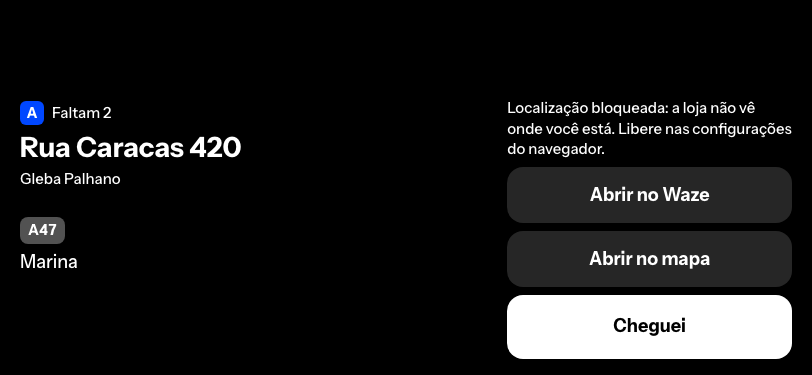 A Faltam 2
Rua Caracas 420
Gleba Palhano
A47
Marina
Localização bloqueada: a loja não vê
onde você está. Libere nas configurações
do navegador.
Abrir no Waze
Abrir no mapa
Cheguei